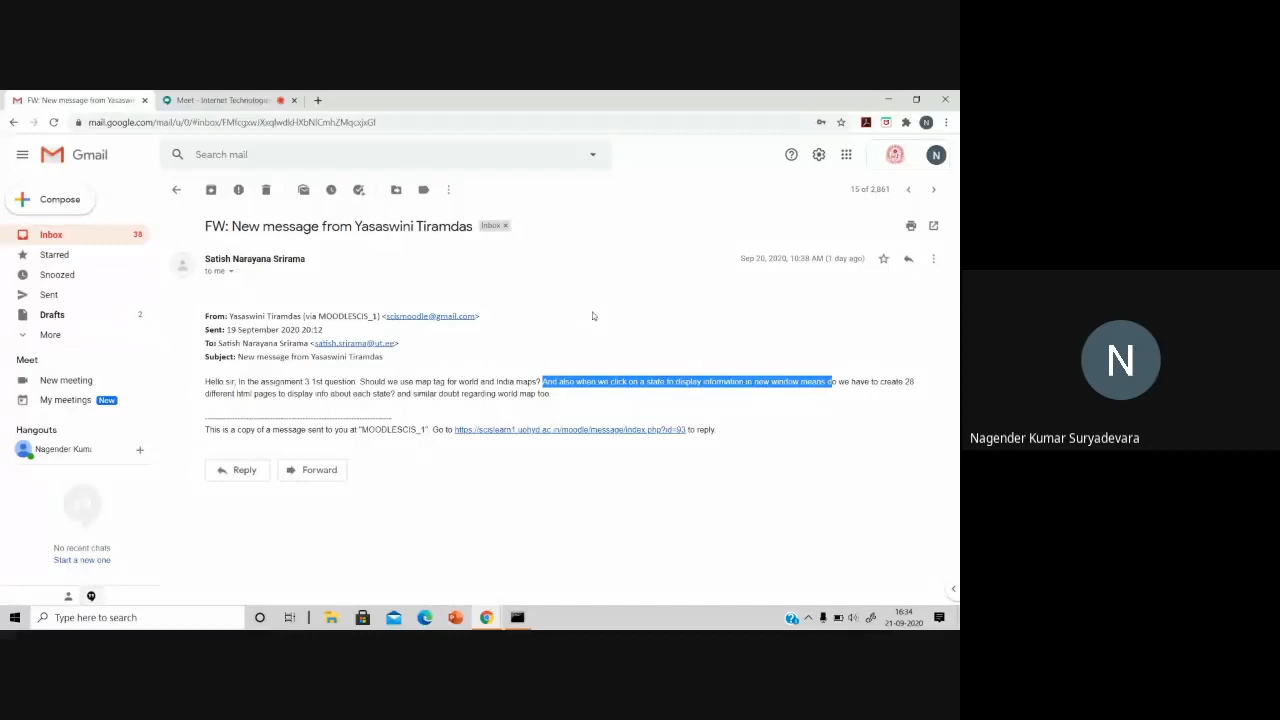 FW: New message from Yasaswi
Meet - Internet Technologie
mail.google.com/mail/u/0/#inbox/
Gmail
Search mail
N
Compose
15 of 2,861
Inbox 38
Starred
Snoozed
Sent
Drafts 2
More
Meet
New meeting
My meetings New
Hangouts
Nagender Kuma
No recent chats
Start a new one
FW: New message from Yasaswini Tiramdas Inbox x
Satish Narayana Srirama
Sep 20, 2020, 10:38 AM (1 day ago)
to me
From: Yasaswini Tiramdas (via MOODLESCIS_1) <scismoodle@gmail.com>
Sent: 19 September 2020 20:12
To: Satish Narayana Srirama <satish.srirama@ut.ee>
Subject: New message from Yasaswini Tiramdas
Hello sir, In the assignment 3 1st question Should we use map tag for world and India maps? And also when we click on a state to display information in new window means do we have to create 28
different html pages to display info about each state? and similar doubt regarding world map too
This is a copy of a message sent to you at "MOODLESCIS_1". Go to https://scislearn1.uohyd.ac.in/moodle/message/index.php?id=93 to reply.
Reply
Forward
Type here to search
16:34
21-09-2020
N
Nagender Kumar Suryadevara